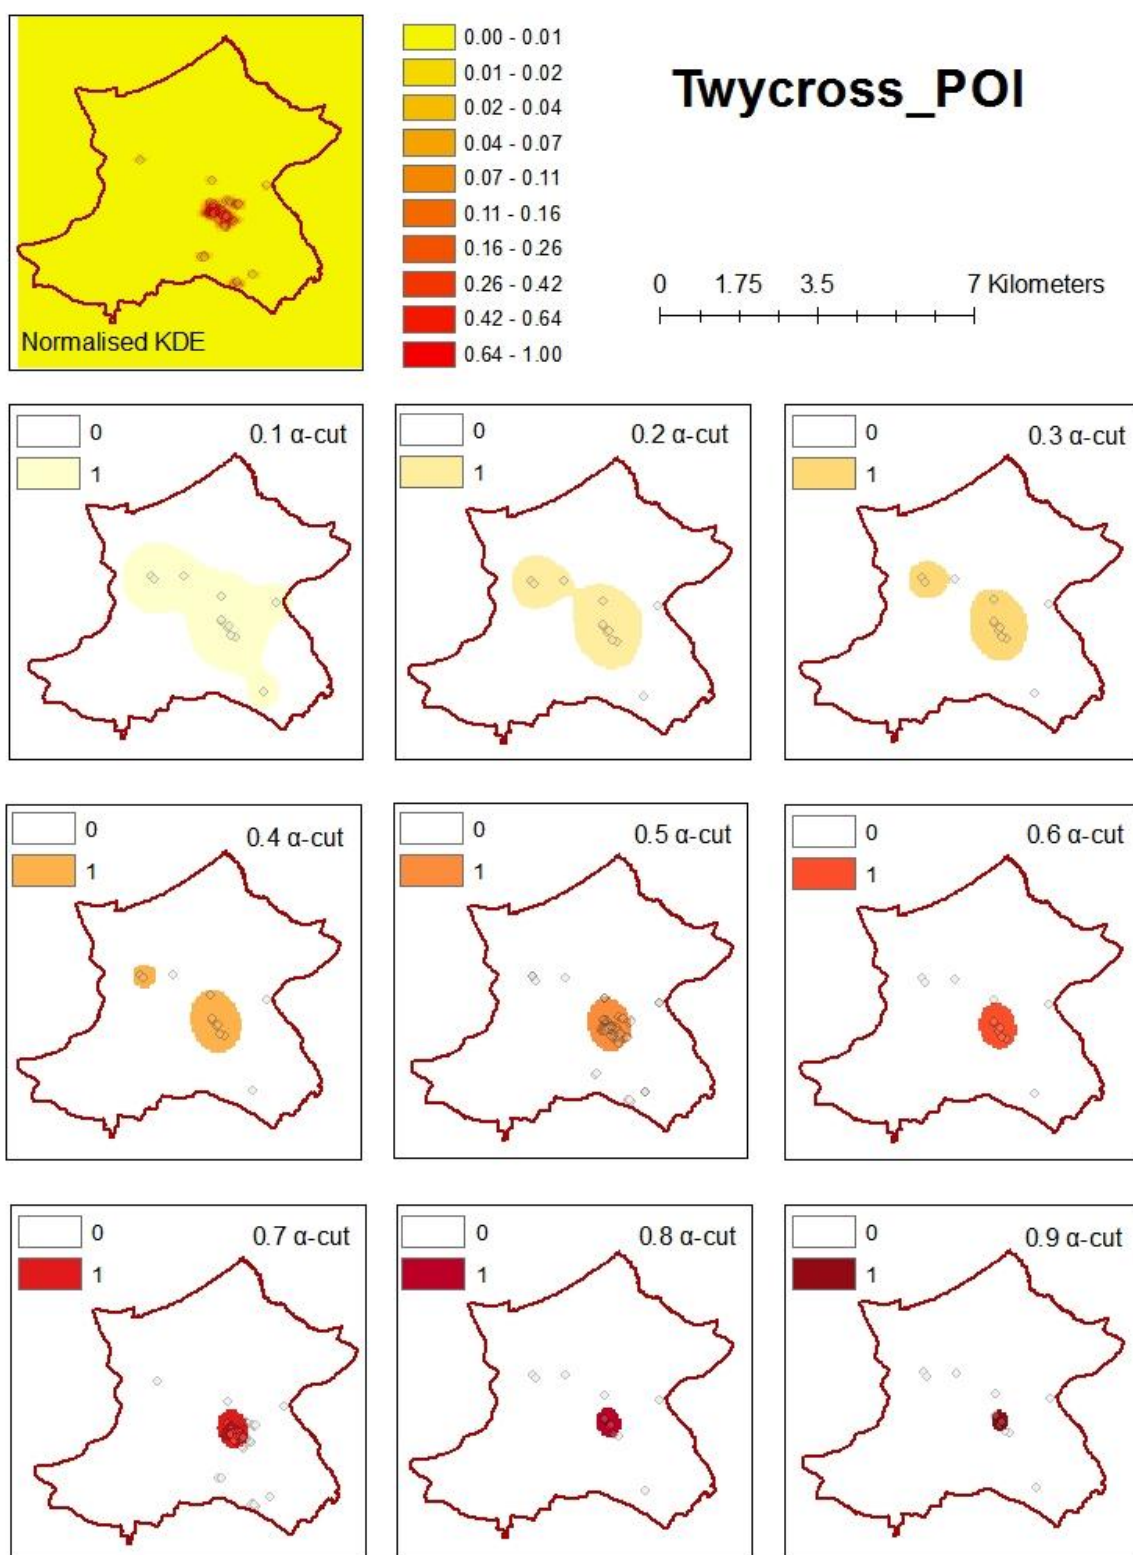 Twycross_POI
0.00 - 0.01
0.01 - 0.02
0.02 - 0.04
0.04 - 0.07
0.07 - 0.11
0.11 - 0.16
0.16 - 0.26
0.26 - 0.42
0.42 - 0.64
0.64 - 1.00
0 1.75 3.5 7 Kilometers
Normalised KDE
0 0.1 α-cut
1
0 0.2 α-cut
1
0 0.3 α-cut
1
0 0.4 α-cut
1
0 0.5 α-cut
1
0 0.6 α-cut
1
0 0.7 α-cut
1
0 0.8 α-cut
1
0 0.9 α-cut
1